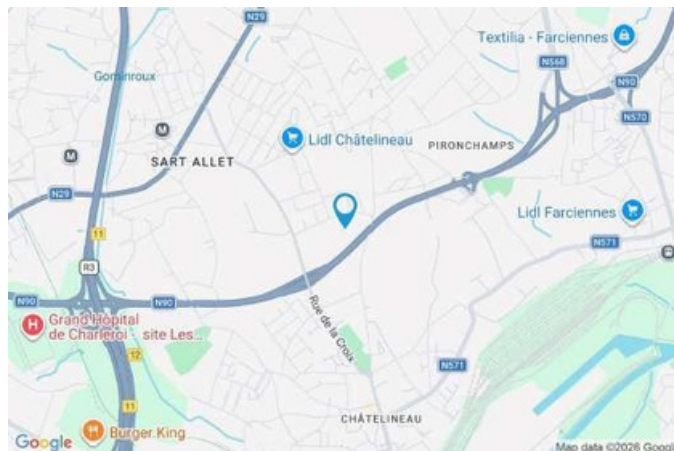 N29
Textilia - Farciennes
N568
Gominroux
N90
M
Lidl Châtelineau
N570
SART ALLET
PIRONCHAMPS
M
N29
Lidl Farciennes
11
N571
R3
N90
N90
H
Grand Hôpital
de Charleroi - site Les...
Rue de la Croix
12
N571
11
CHÂTELINEAU
Burger King
Google
Map data ©2026 Google